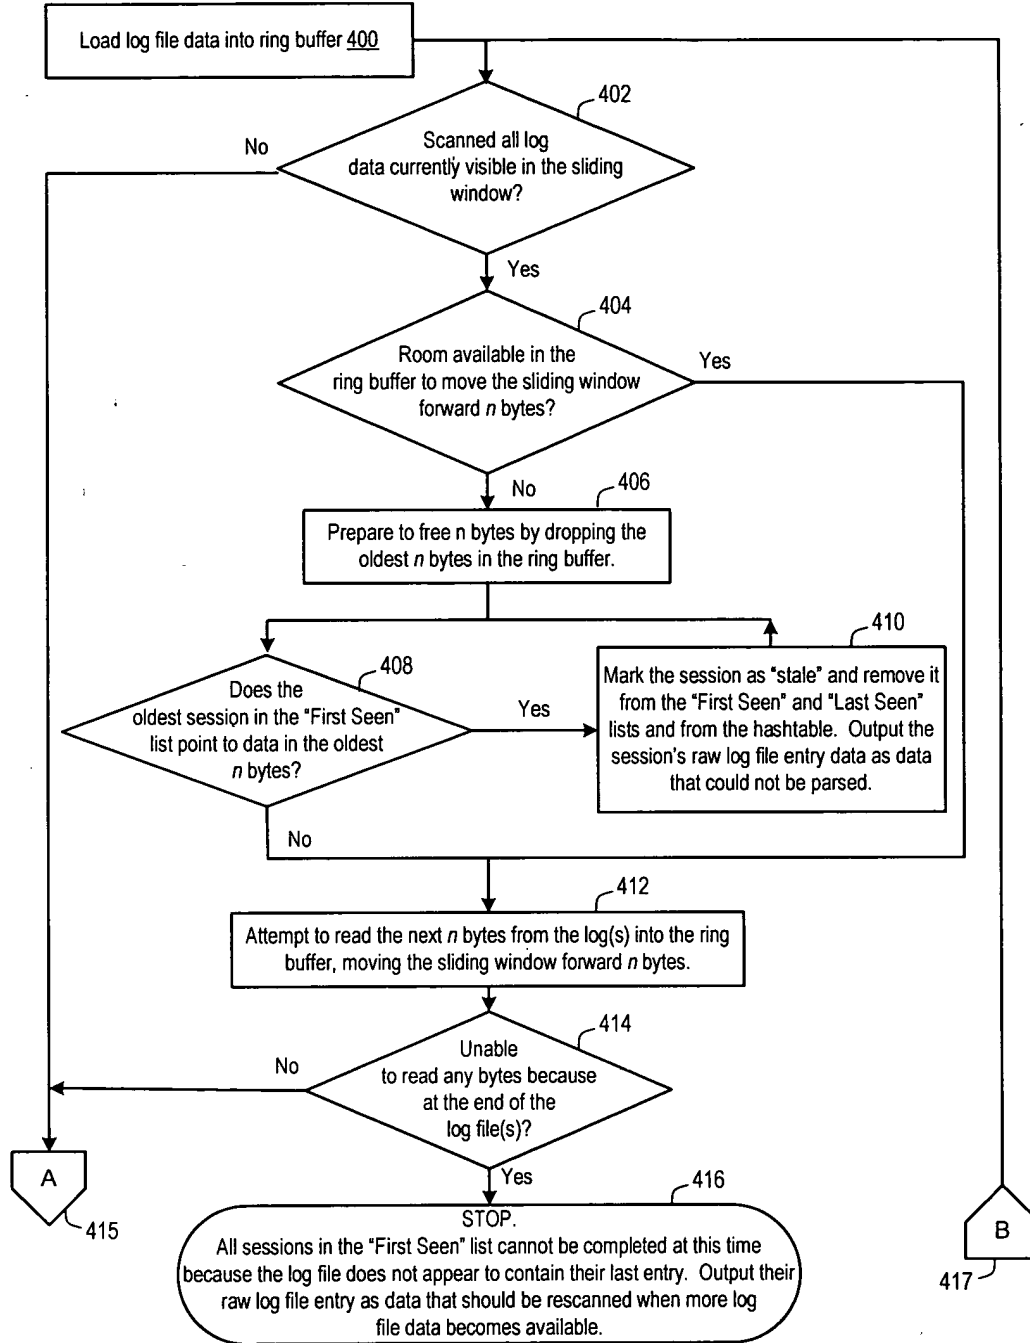 Load log file data into ring buffer 400
402
Scanned all log
data currently visible in the sliding
window?
No
Yes
404
Room available in the
ring buffer to move the sliding window
forward n bytes?
Yes
No
406
Prepare to free n bytes by dropping the
oldest n bytes in the ring buffer.
408
Does the
oldest session in the "First Seen"
list point to data in the oldest
n bytes?
Yes
No
410
Mark the session as "stale" and remove it
from the "First Seen" and "Last Seen"
lists and from the hashtable. Output the
session's raw log file entry data as data
that could not be parsed.
412
Attempt to read the next n bytes from the log(s) into the ring
buffer, moving the sliding window forward n bytes.
414
Unable
to read any bytes because
at the end of the
log file(s)?
No
Yes
A
415
416
STOP.
All sessions in the "First Seen" list cannot be completed at this time
because the log file does not appear to contain their last entry. Output their
raw log file entry as data that should be rescanned when more log
file data becomes available.
B
417